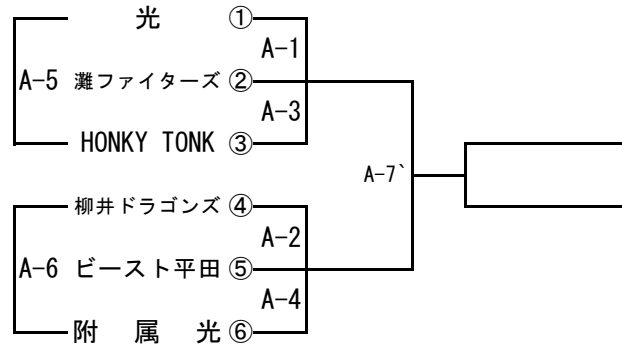 光 ①
A-1
A-5 灘ファイターズ ②
A-3
HONKY TONK ③
A-7`
柳井ドラゴンズ ④
A-2
A-6 ビースト平田 ⑤
A-4
附 属 光 ⑥